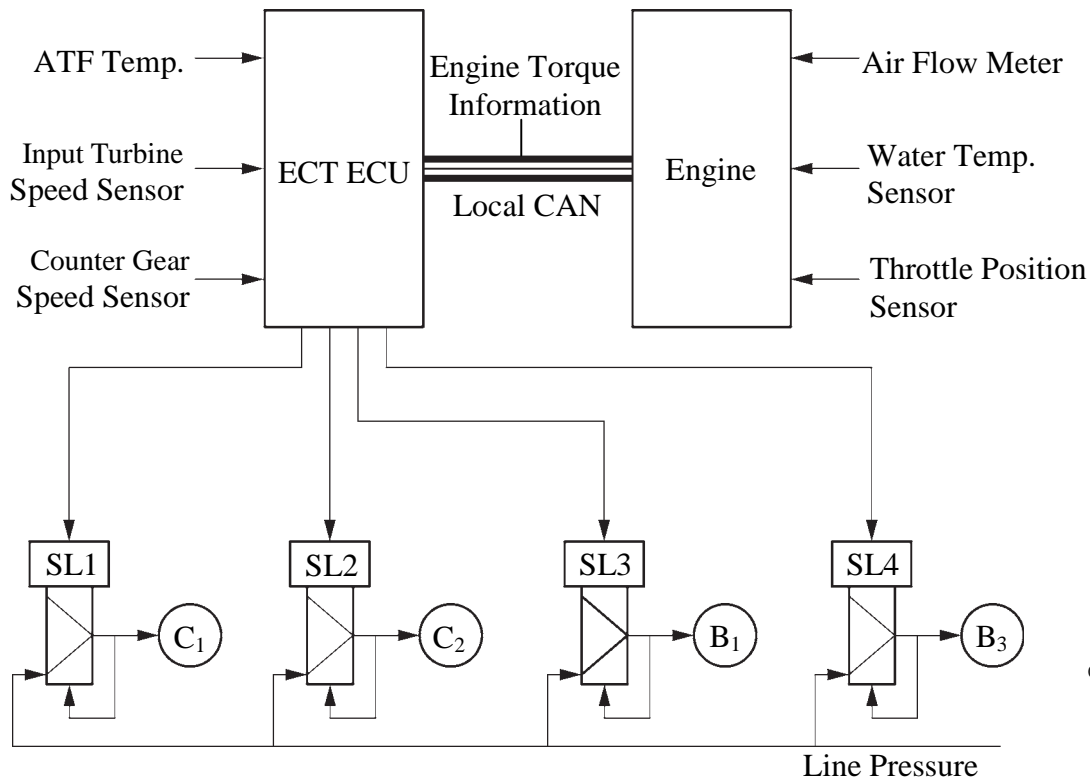 ATF Temp.
Input Turbine
Speed Sensor
Counter Gear
Speed Sensor
ECT ECU
Engine Torque
Information
Local CAN
Engine
Air Flow Meter
Water Temp.
Sensor
Throttle Position
Sensor
SL1
SL2
SL3
SL4
C1
C2
B1
B3
Line Pressure